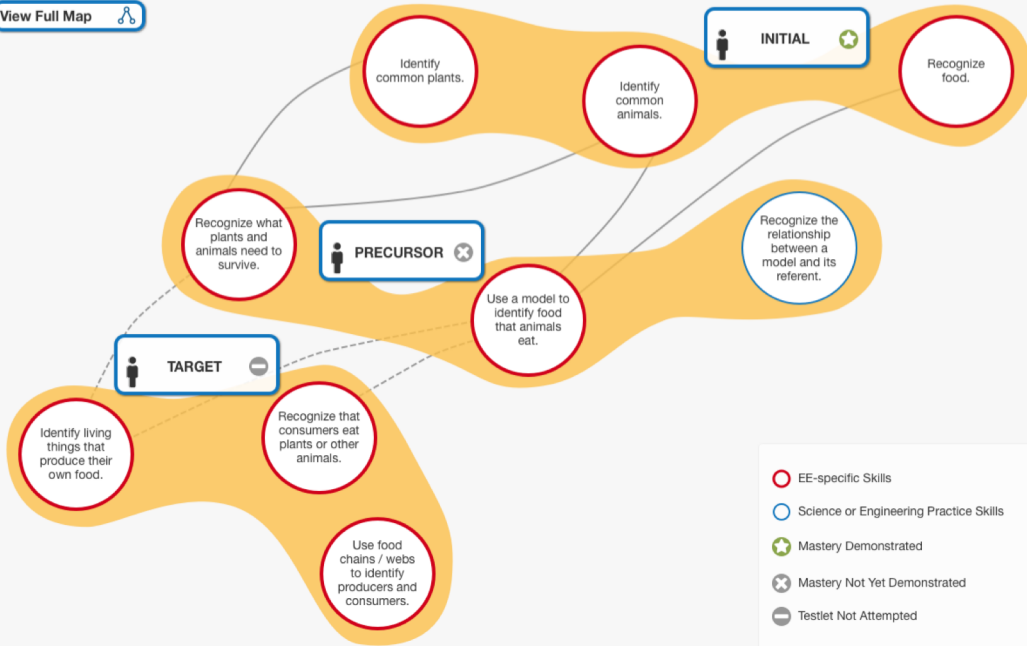 View Full Map
Identify
common plants.
Identify
common
animals.
INITIAL
Recognize
food.
Recognize what
plants and
animals need to
survive.
PRECURSOR
Use a model to
identify food
that animals
eat.
Recognize the
relationship
between a
model and its
referent.
TARGET
Identify living
things that
produce their
own food.
Recognize that
consumers eat
plants or other
animals.
Use food
chains / webs
to identify
producers and
consumers.
EE-specific Skills
Science or Engineering Practice Skills
Mastery Demonstrated
Mastery Not Yet Demonstrated
Testlet Not Attempted